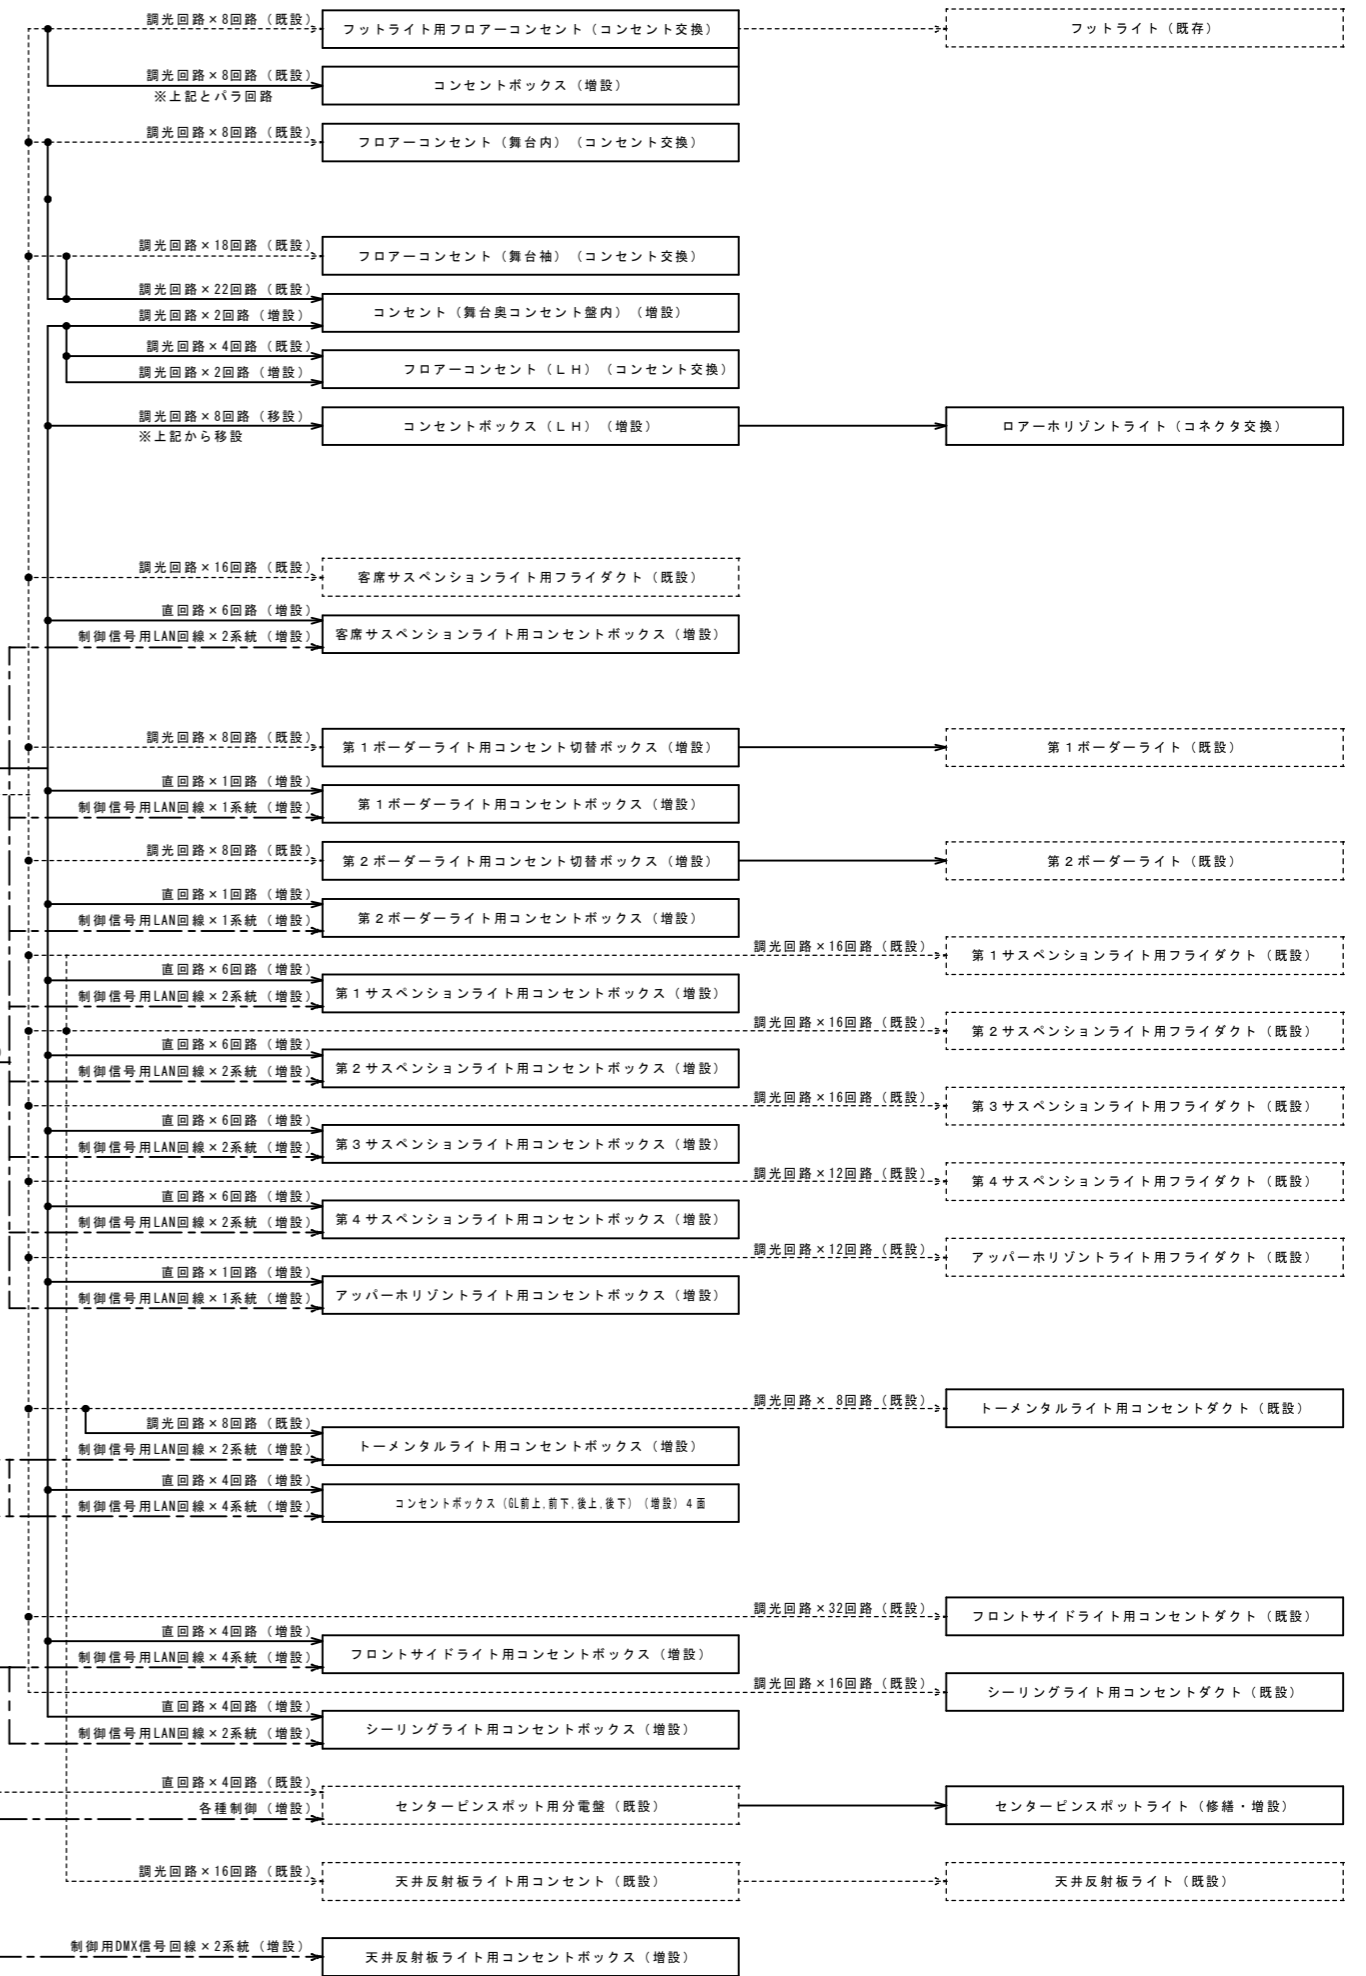 調光回路×8回路（既設）
フットライト用フロアーコンセント（コンセント交換）
フットライト（既存）
調光回路×8回路（既設）
※上記とパラ回路
コンセントボックス（増設）
調光回路×8回路（既設）
フロアーコンセント（舞台内）（コンセント交換）
調光回路×18回路（既設）
フロアーコンセント（舞台袖）（コンセント交換）
調光回路×22回路（既設）
調光回路×2回路（増設）
コンセント（舞台奥コンセント盤内）（増設）
調光回路×4回路（既設）
調光回路×2回路（増設）
フロアーコンセント（ＬＨ）（コンセント交換）
調光回路×8回路（移設）
※上記から移設
コンセントボックス（ＬＨ）（増設）
ロアーホリゾントライト（コネクタ交換）
調光回路×16回路（既設）
客席サスペンションライト用フライダクト（既設）
直回路×6回路（増設）
制御信号用LAN回線×2系統（増設）
客席サスペンションライト用コンセントボックス（増設）
調光回路×8回路（既設）
第１ボーダーライト用コンセント切替ボックス（増設）
第１ボーダーライト（既設）
直回路×1回路（増設）
制御信号用LAN回線×1系統（増設）
第１ボーダーライト用コンセントボックス（増設）
調光回路×8回路（既設）
第２ボーダーライト用コンセント切替ボックス（増設）
第２ボーダーライト（既設）
直回路×1回路（増設）
制御信号用LAN回線×1系統（増設）
第２ボーダーライト用コンセントボックス（増設）
調光回路×16回路（既設）
第１サスペンションライト用フライダクト（既設）
直回路×6回路（増設）
制御信号用LAN回線×2系統（増設）
第１サスペンションライト用コンセントボックス（増設）
調光回路×16回路（既設）
第２サスペンションライト用フライダクト（既設）
直回路×6回路（増設）
制御信号用LAN回線×2系統（増設）
第２サスペンションライト用コンセントボックス（増設）
調光回路×16回路（既設）
第３サスペンションライト用フライダクト（既設）
直回路×6回路（増設）
制御信号用LAN回線×2系統（増設）
第３サスペンションライト用コンセントボックス（増設）
調光回路×12回路（既設）
第４サスペンションライト用フライダクト（既設）
直回路×6回路（増設）
制御信号用LAN回線×2系統（増設）
第４サスペンションライト用コンセントボックス（増設）
調光回路×12回路（既設）
アッパーホリゾントライト用フライダクト（既設）
直回路×1回路（増設）
制御信号用LAN回線×1系統（増設）
アッパーホリゾントライト用コンセントボックス（増設）
調光回路× 8回路（既設）
トーメンタルライト用コンセントダクト（既設）
調光回路×8回路（既設）
制御信号用LAN回線×2系統（増設）
トーメンタルライト用コンセントボックス（増設）
直回路×4回路（増設）
制御信号用LAN回線×4系統（増設）
コンセントボックス（GL前上,前下,後上,後下）（増設）４面
調光回路×32回路（既設）
フロントサイドライト用コンセントダクト（既設）
直回路×4回路（増設）
制御信号用LAN回線×4系統（増設）
フロントサイドライト用コンセントボックス（増設）
調光回路×16回路（既設）
シーリングライト用コンセントダクト（既設）
直回路×4回路（増設）
制御信号用LAN回線×2系統（増設）
シーリングライト用コンセントボックス（増設）
直回路×4回路（既設）
各種制御（増設）
センターピンスポット用分電盤（既設）
センターピンスポットライト（修繕・増設）
調光回路×16回路（既設）
天井反射板ライト用コンセント（既設）
天井反射板ライト（既設）
制御用DMX信号回線×2系統（増設）
天井反射板ライト用コンセントボックス（増設）